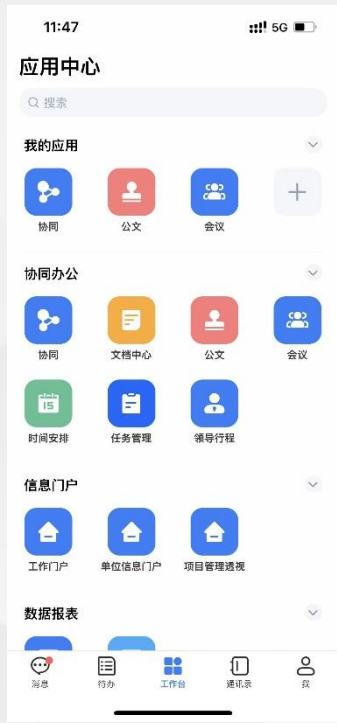 11:47 5G
应用中心
搜索
我的应用
协同 公文 会议
协同办公
协同 文档中心 公文 会议
15
时间安排 任务管理 领导行程
信息门户
工作门户 单位信息门户 项目管理透视
数据报表
消息 待办 工作台 通讯录 我